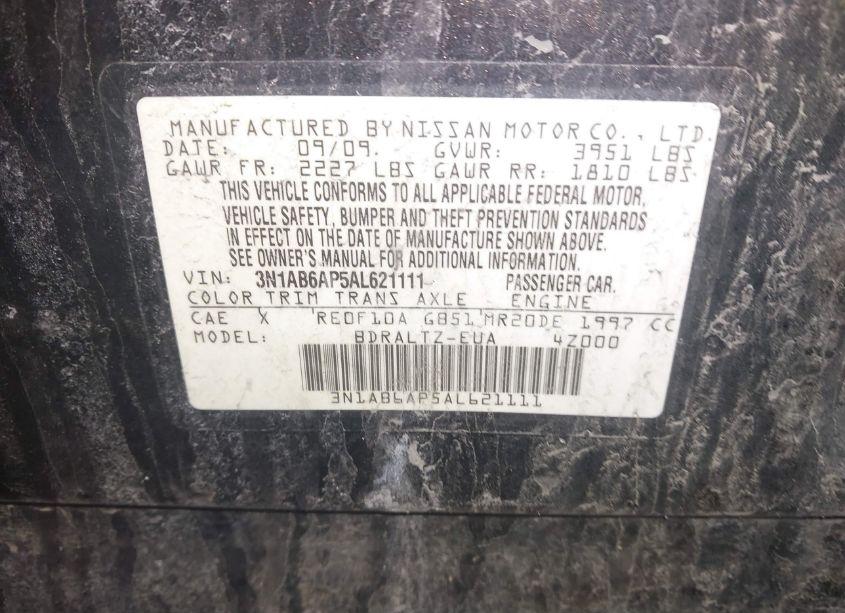 MANUFACTURED BY NISSAN MOTOR CO., LTD.
DATE: 09/09. GVWR: 3951 LBS
GAWR FR: 2227 LBS GAWR RR: 1810 LBS
THIS VEHICLE CONFORMS TO ALL APPLICABLE FEDERAL MOTOR
VEHICLE SAFETY, BUMPER AND THEFT PREVENTION STANDARDS
IN EFFECT ON THE DATE OF MANUFACTURE SHOWN ABOVE.
SEE OWNER'S MANUAL FOR ADDITIONAL INFORMATION.
VIN: 3N1AB6AP5AL621111 PASSENGER CAR.
COLOR TRIM TRANS AXLE ENGINE
CAE X RE0F10A G851 MR20DE 1997 CC
MODEL: BDRALTZ-EUA 4Z000
3N1AB6AP5AL621111